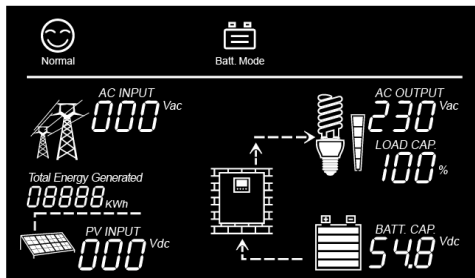 Normal
Batt. Mode
AC INPUT
000 Vac
AC OUTPUT
230 Vac
LOAD CAP.
100 %
Total Energy Generated
08888 KWh
PV INPUT
000 Vdc
BATT. CAP.
54.8 Vdc